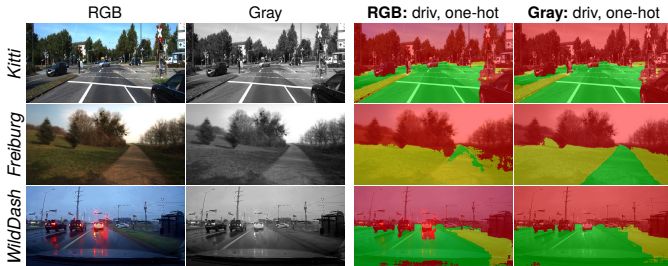 RGB Gray RGB: driv, one-hot Gray: driv, one-hot
Kitti
Freiburg
WildDash